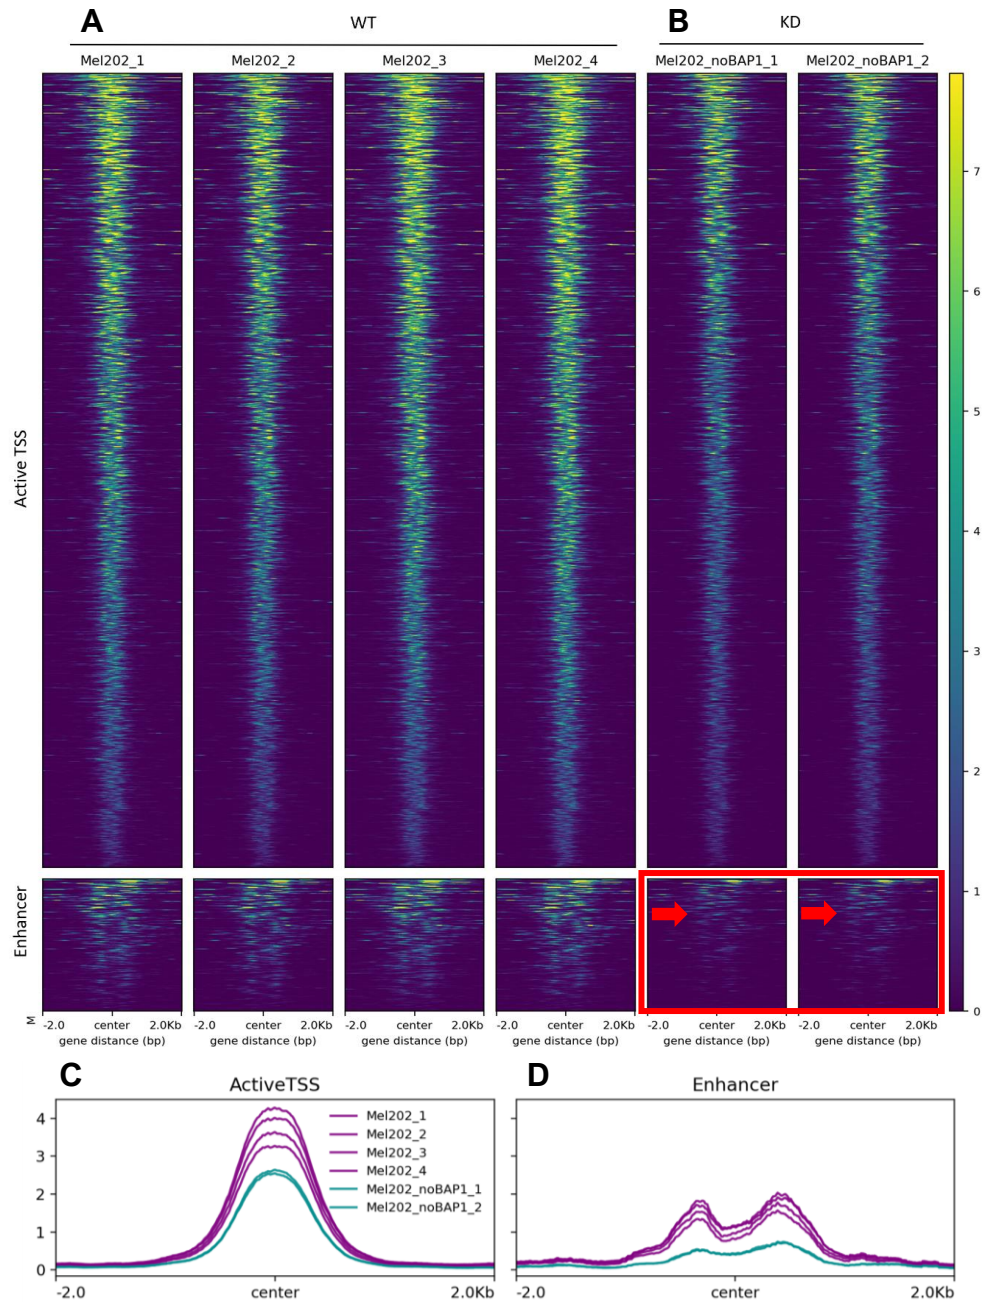 A
WT
B
KD
Mel202_1
Mel202_2
Mel202_3
Mel202_4
Mel202_noBAP1_1
Mel202_noBAP1_2
Active TSS
7
6
5
4
3
2
1
0
Enhancer
M
-2.0 center 2.0Kb
gene distance (bp)
-2.0 center 2.0Kb
gene distance (bp)
-2.0 center 2.0Kb
gene distance (bp)
-2.0 center 2.0Kb
gene distance (bp)
-2.0 center 2.0Kb
gene distance (bp)
-2.0 center 2.0Kb
gene distance (bp)
C
ActiveTSS
4
3
2
1
0
Mel202_1
Mel202_2
Mel202_3
Mel202_4
Mel202_noBAP1_1
Mel202_noBAP1_2
-2.0 center 2.0Kb
D
Enhancer
-2.0 center 2.0Kb